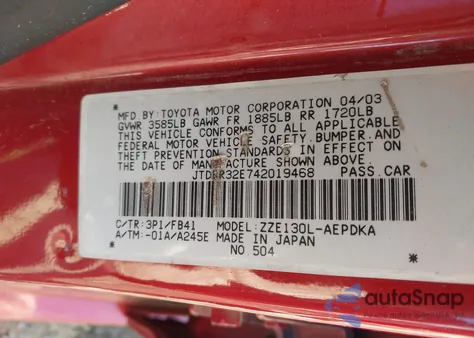 MFD BY:TOYOTA MOTOR CORPORATION 04/03
GVWR 3585LB GAWR FR 1885LB RR 1720LB
THIS VEHICLE CONFORMS TO ALL APPLICABLE
FEDERAL MOTOR VEHICLE SAFETY, BUMPER,AND
THEFT PREVENTION STANDARDS IN EFFECT ON
THE DATE OF MANUFACTURE SHOWN ABOVE.
JTDBR32E742019468 PASS.CAR
C/TR:3P1/FB41 MODEL:ZZE130L-AEPDKA
A/TM:-01A/A245E MADE IN JAPAN
NO 504
autoSnap